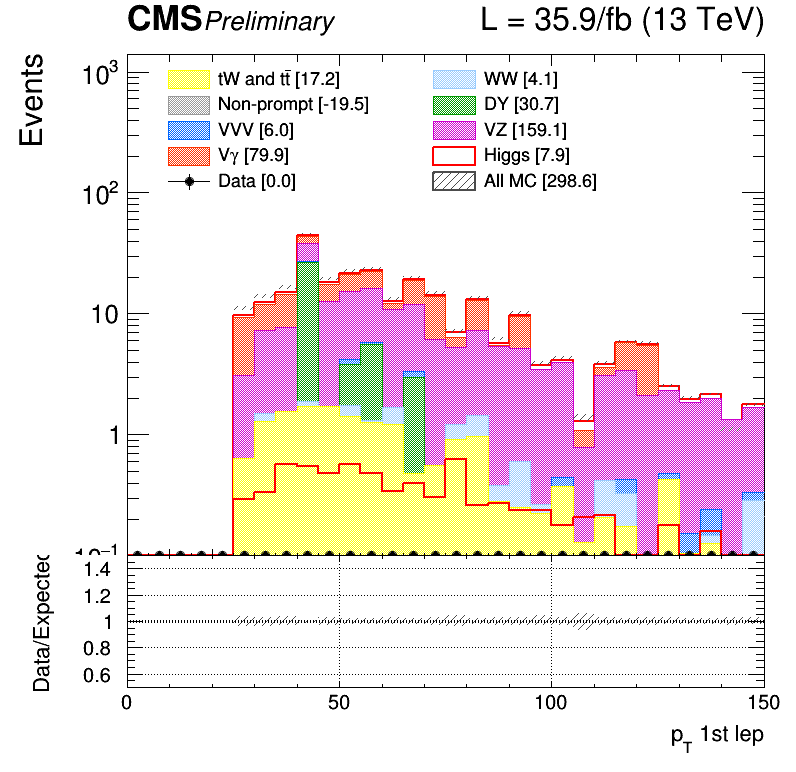 CMS Preliminary L = 35.9/fb (13 TeV)
Events
10³
10²
10
1
10⁻¹
tW and tt̄ [17.2]
Non-prompt [-19.5]
VVV [6.0]
Vγ [79.9]
Data [0.0]
WW [4.1]
DY [30.7]
VZ [159.1]
Higgs [7.9]
All MC [298.6]
Data/Expected
1.4
1.2
1
0.8
0.6
0 50 100 150
p_T 1st lep